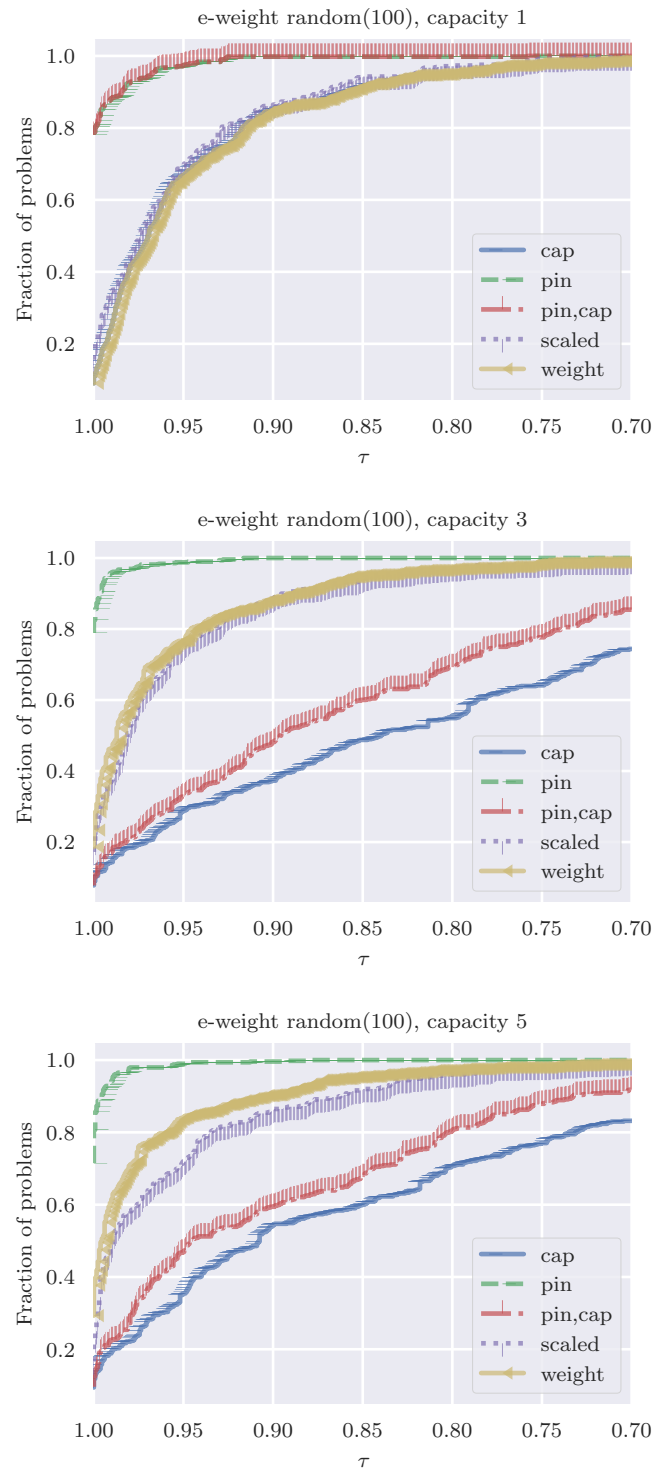 e-weight random(100), capacity 1
Fraction of problems
1.0
0.8
0.6
0.4
0.2
cap
pin
pin,cap
scaled
weight
1.00 0.95 0.90 0.85 0.80 0.75 0.70
τ
e-weight random(100), capacity 3
Fraction of problems
1.0
0.8
0.6
0.4
0.2
cap
pin
pin,cap
scaled
weight
1.00 0.95 0.90 0.85 0.80 0.75 0.70
τ
e-weight random(100), capacity 5
Fraction of problems
1.0
0.8
0.6
0.4
0.2
cap
pin
pin,cap
scaled
weight
1.00 0.95 0.90 0.85 0.80 0.75 0.70
τ